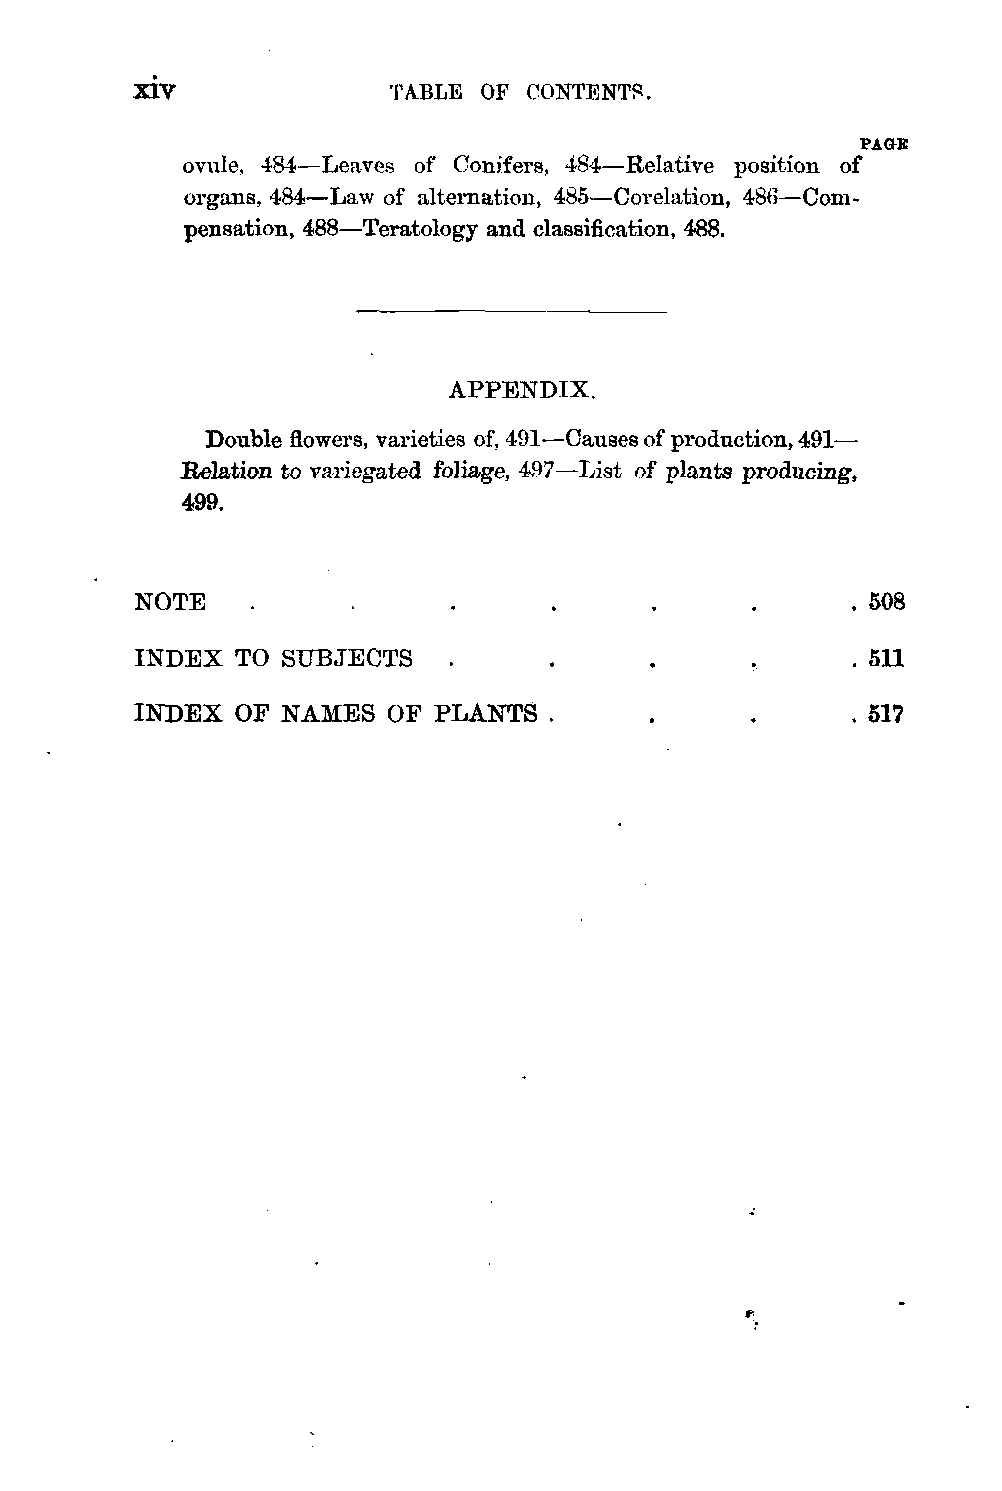 xiv TABLE OF CONTENTS.
PAGE
ovule, 484—Leaves of Conifers, 484—Relative position of
organs, 484—Law of alternation, 485—Corelation, 486—Com-
pensation, 488—Teratology and classification, 488.
APPENDIX.
Double flowers, varieties of, 491—Causes of production, 491—
Relation to variegated foliage, 497—List of plants producing,
499.
NOTE . . . . . . . 508
INDEX TO SUBJECTS . . . . . 511
INDEX OF NAMES OF PLANTS . . . . 517